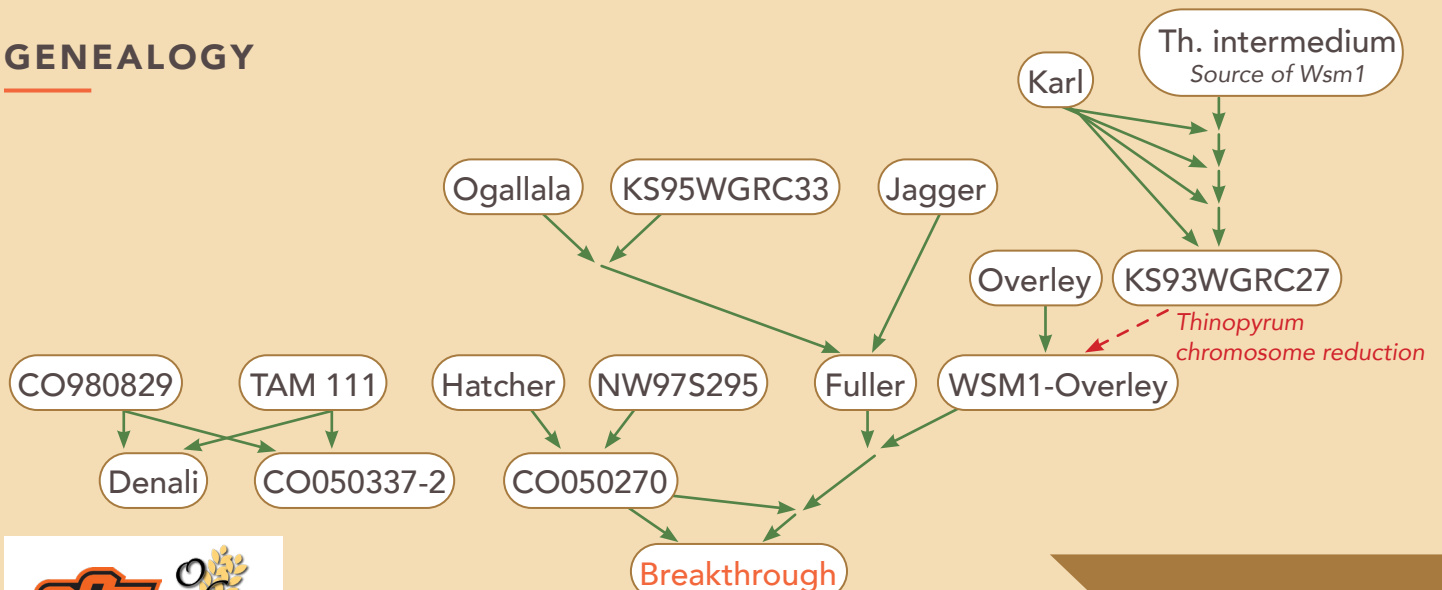 GENEALOGY
Th. intermedium
Source of Wsm1
Karl
Ogallala
KS95WGRC33
Jagger
Overley
KS93WGRC27
Thinopyrum
chromosome reduction
CO980829
TAM 111
Hatcher
NW97S295
Fuller
WSM1-Overley
Denali
CO050337-2
CO050270
Breakthrough